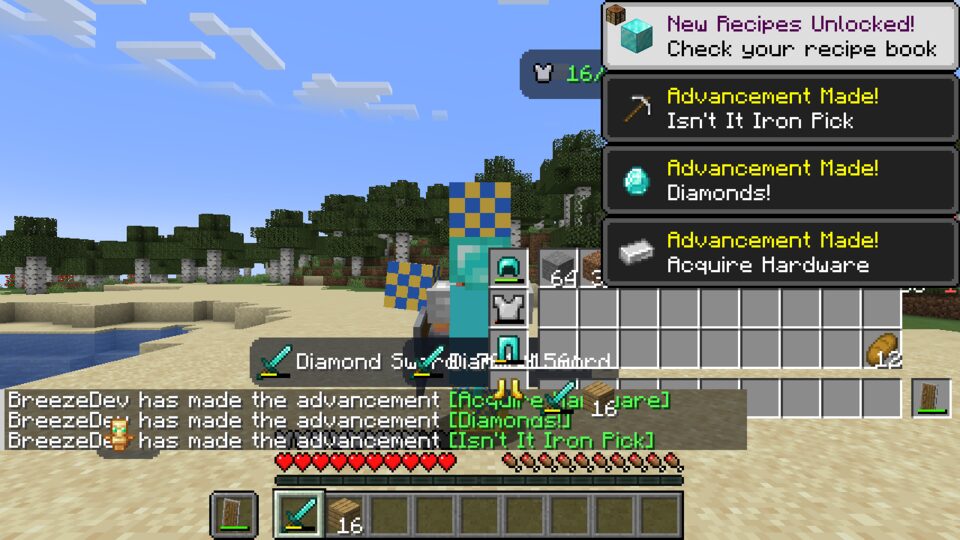 New Recipes Unlocked!
Check your recipe book
16/
Advancement Made!
Isn't It Iron Pick
Advancement Made!
Diamonds!
Advancement Made!
Acquire Hardware
64
12
Diamond
BreezeDev has made the advancement [Acquire Hardware]
16
BreezeDev has made the advancement [Diamonds!]
BreezeDev has made the advancement [Isn't It Iron Pick]
16